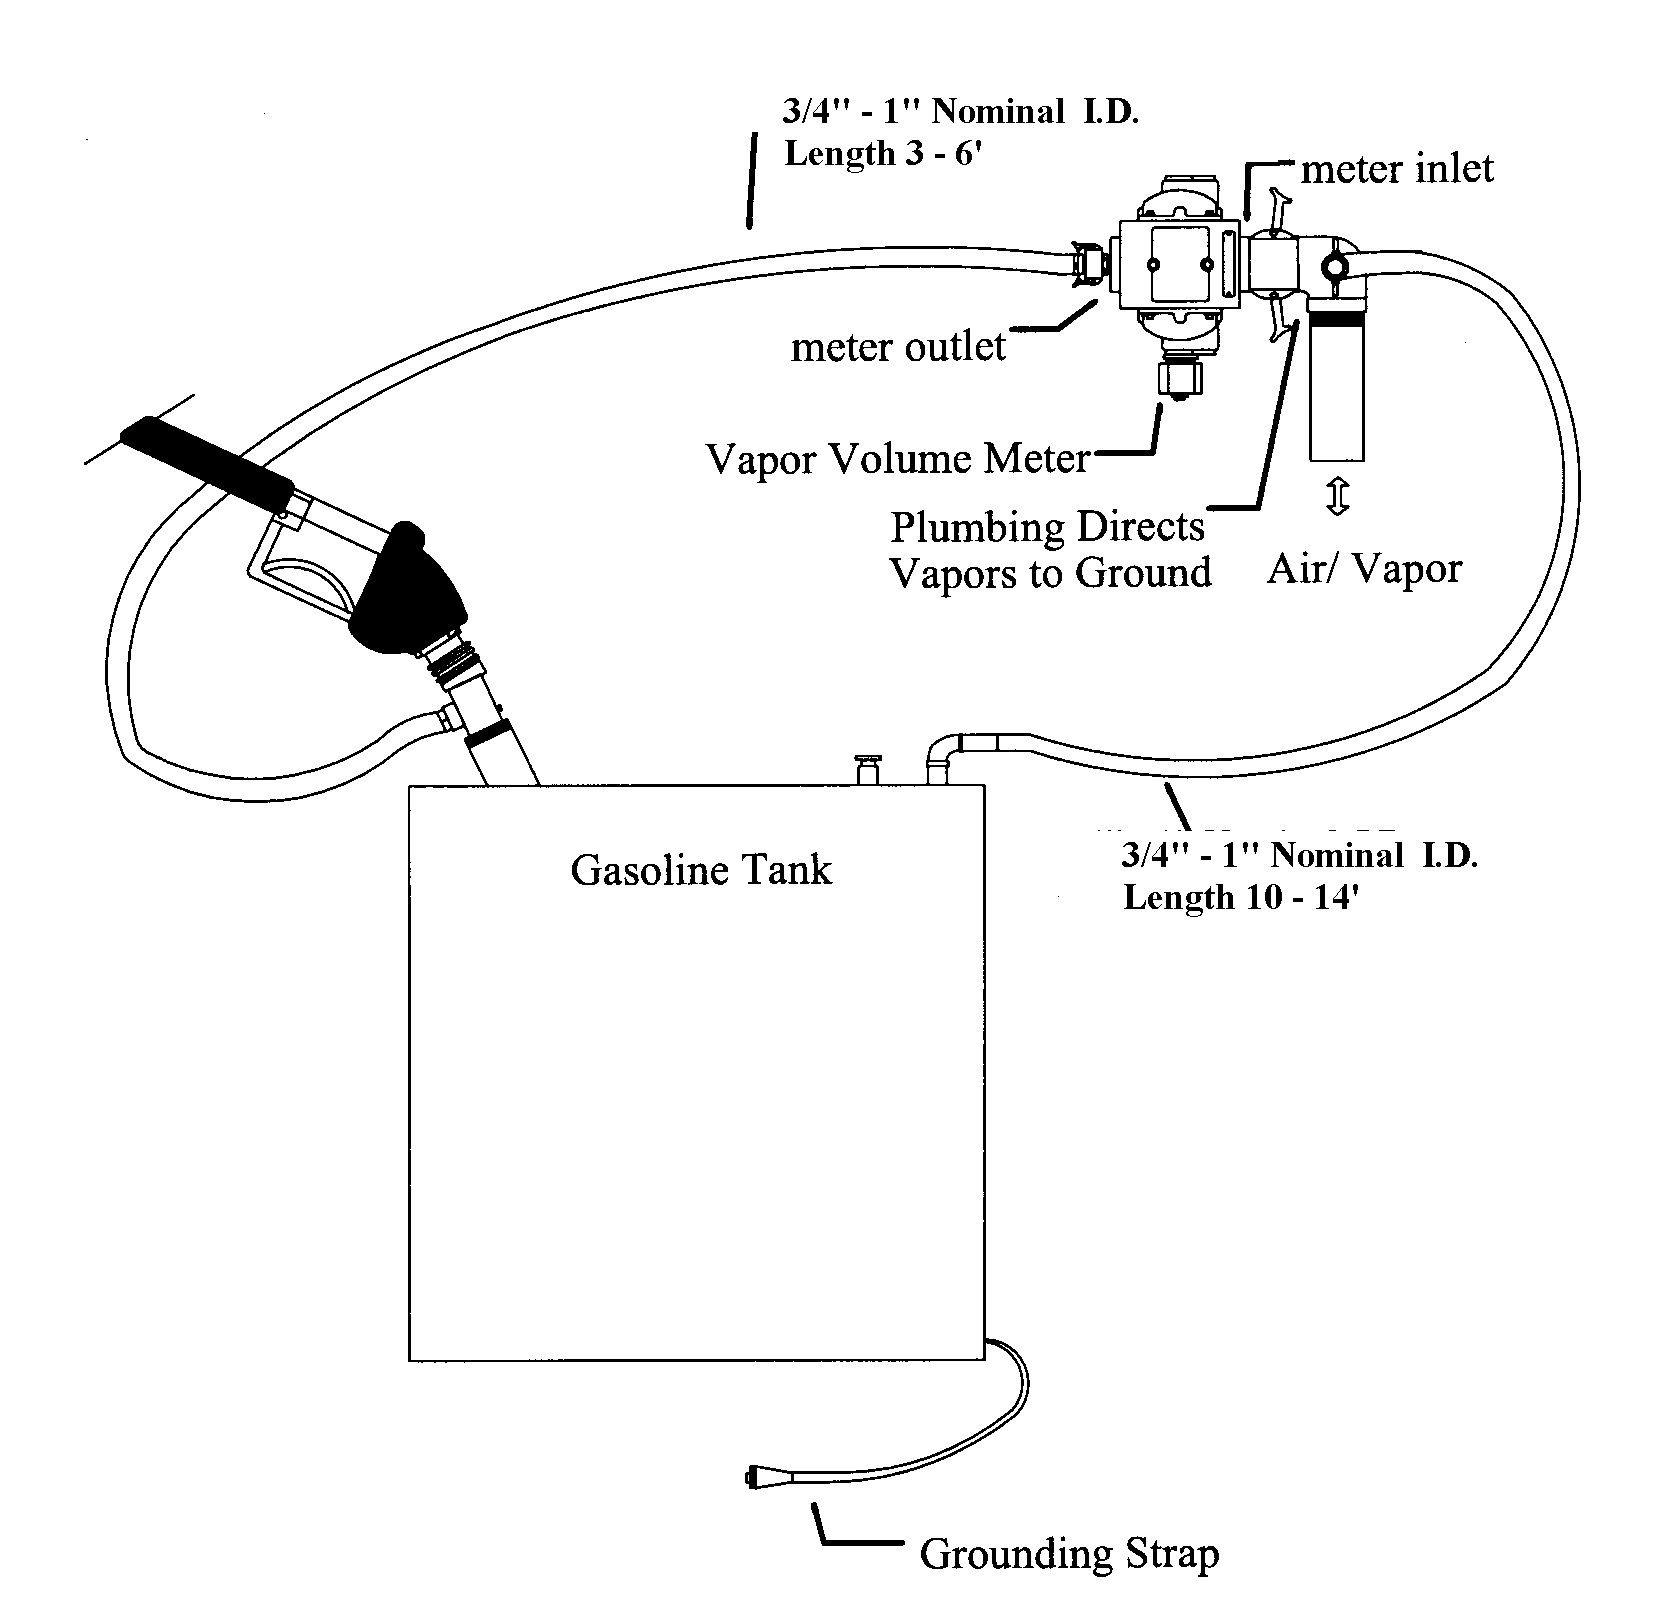 3/4" - 1" Nominal I.D.
Length 3 - 6'
meter inlet
meter outlet
Vapor Volume Meter
Plumbing Directs
Vapors to Ground
Air/ Vapor
3/4" - 1" Nominal I.D.
Length 10 - 14'
Gasoline Tank
Grounding Strap